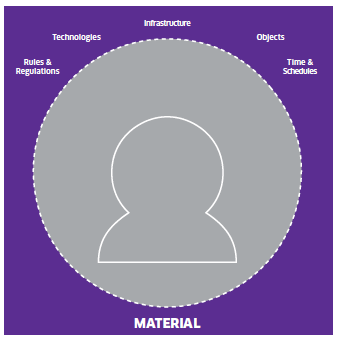 Infrastructure
Technologies
Objects
Rules &
Regulations
Time &
Schedules
MATERIAL